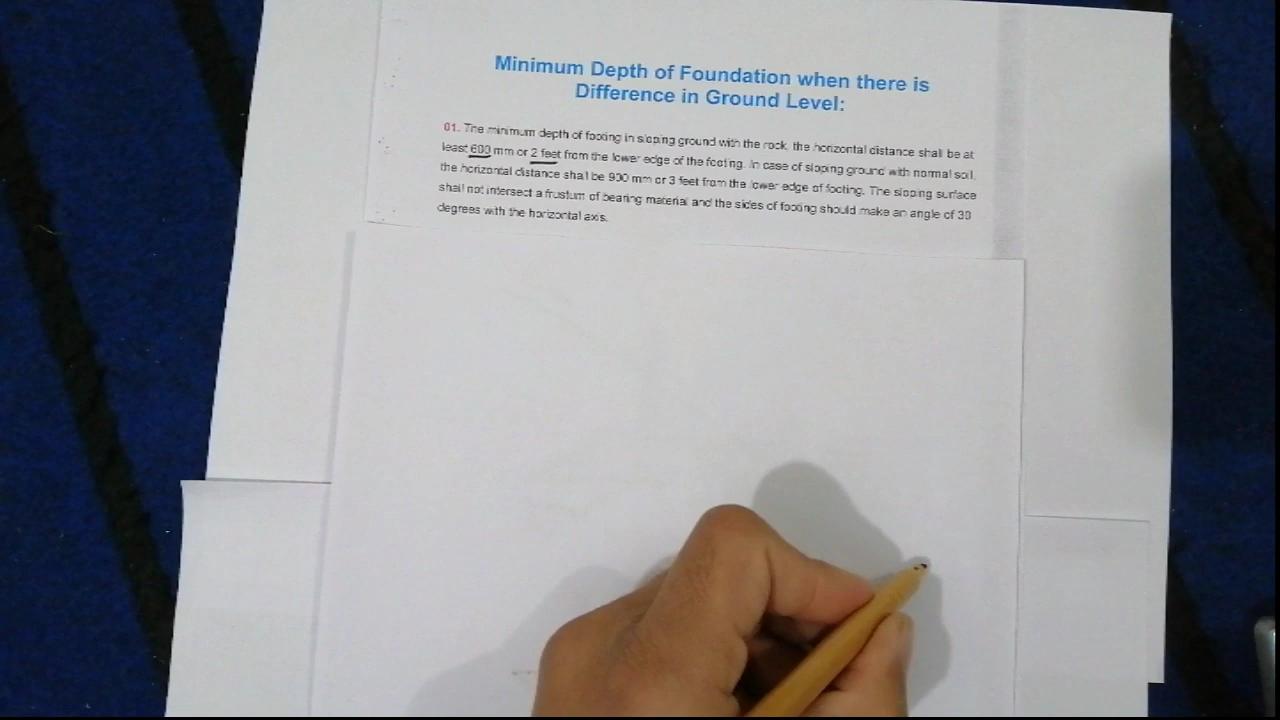 Minimum Depth of Foundation when there is
Difference in Ground Level:
01. The minimum depth of footing in sloping ground with the rock, the horizontal distance shall be at
least 600 mm or 2 feet from the lower edge of the footing. In case of sloping ground with normal soil,
the horizontal distance shall be 900 mm or 3 feet from the lower edge of footing. The sloping surface
shall not intersect a frustum of bearing material and the sides of footing should make an angle of 30
degrees with the horizontal axis.